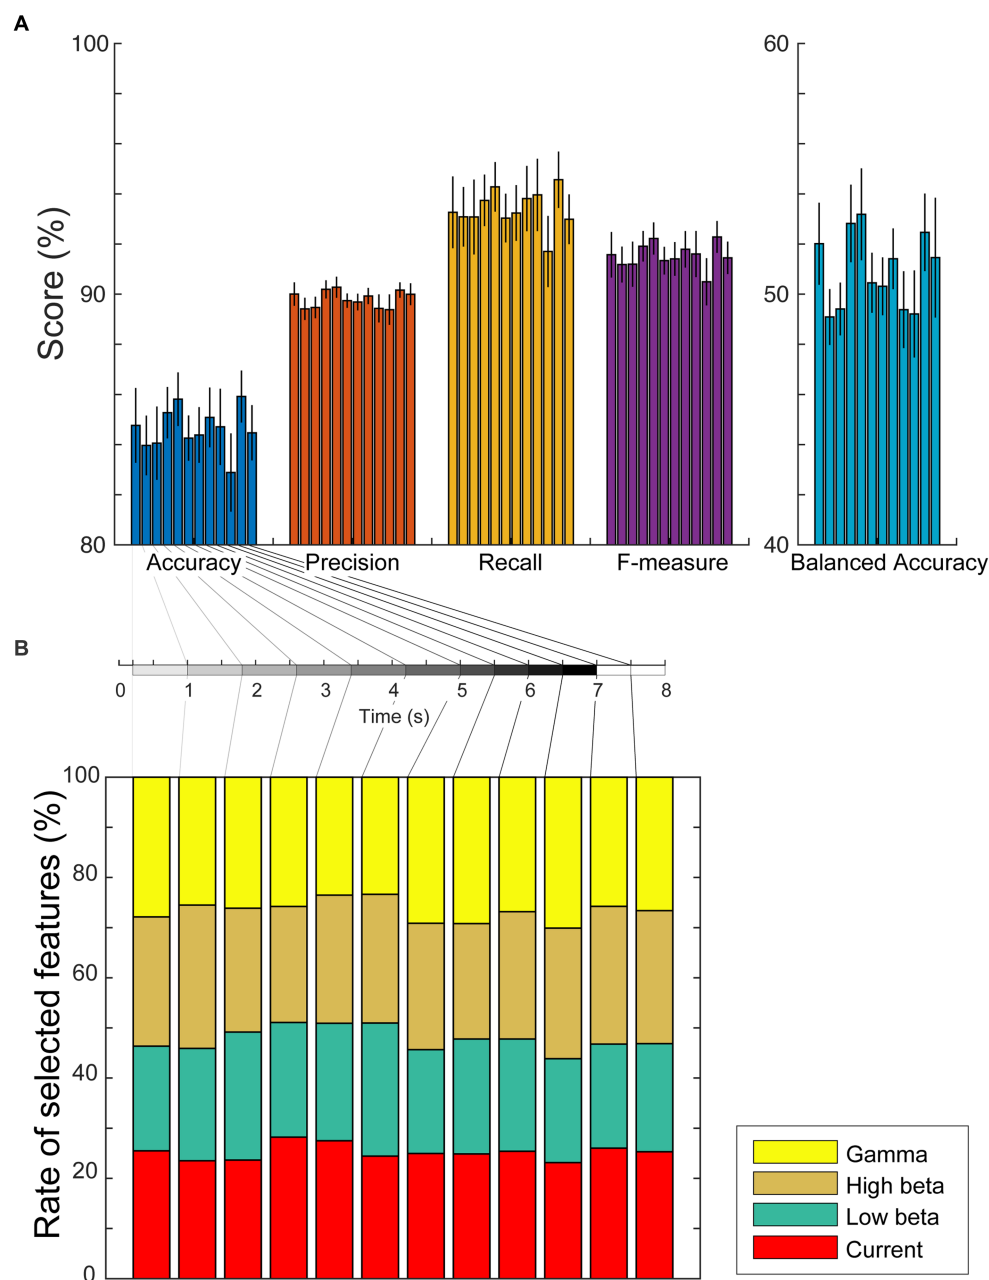 A
100
90
80
Score (%)
60
50
40
Accuracy
Precision
Recall
F-measure
Balanced Accuracy
B
0 1 2 3 4 5 6 7 8
Time (s)
100
80
60
40
20
0
Rate of selected features (%)
Gamma
High beta
Low beta
Current